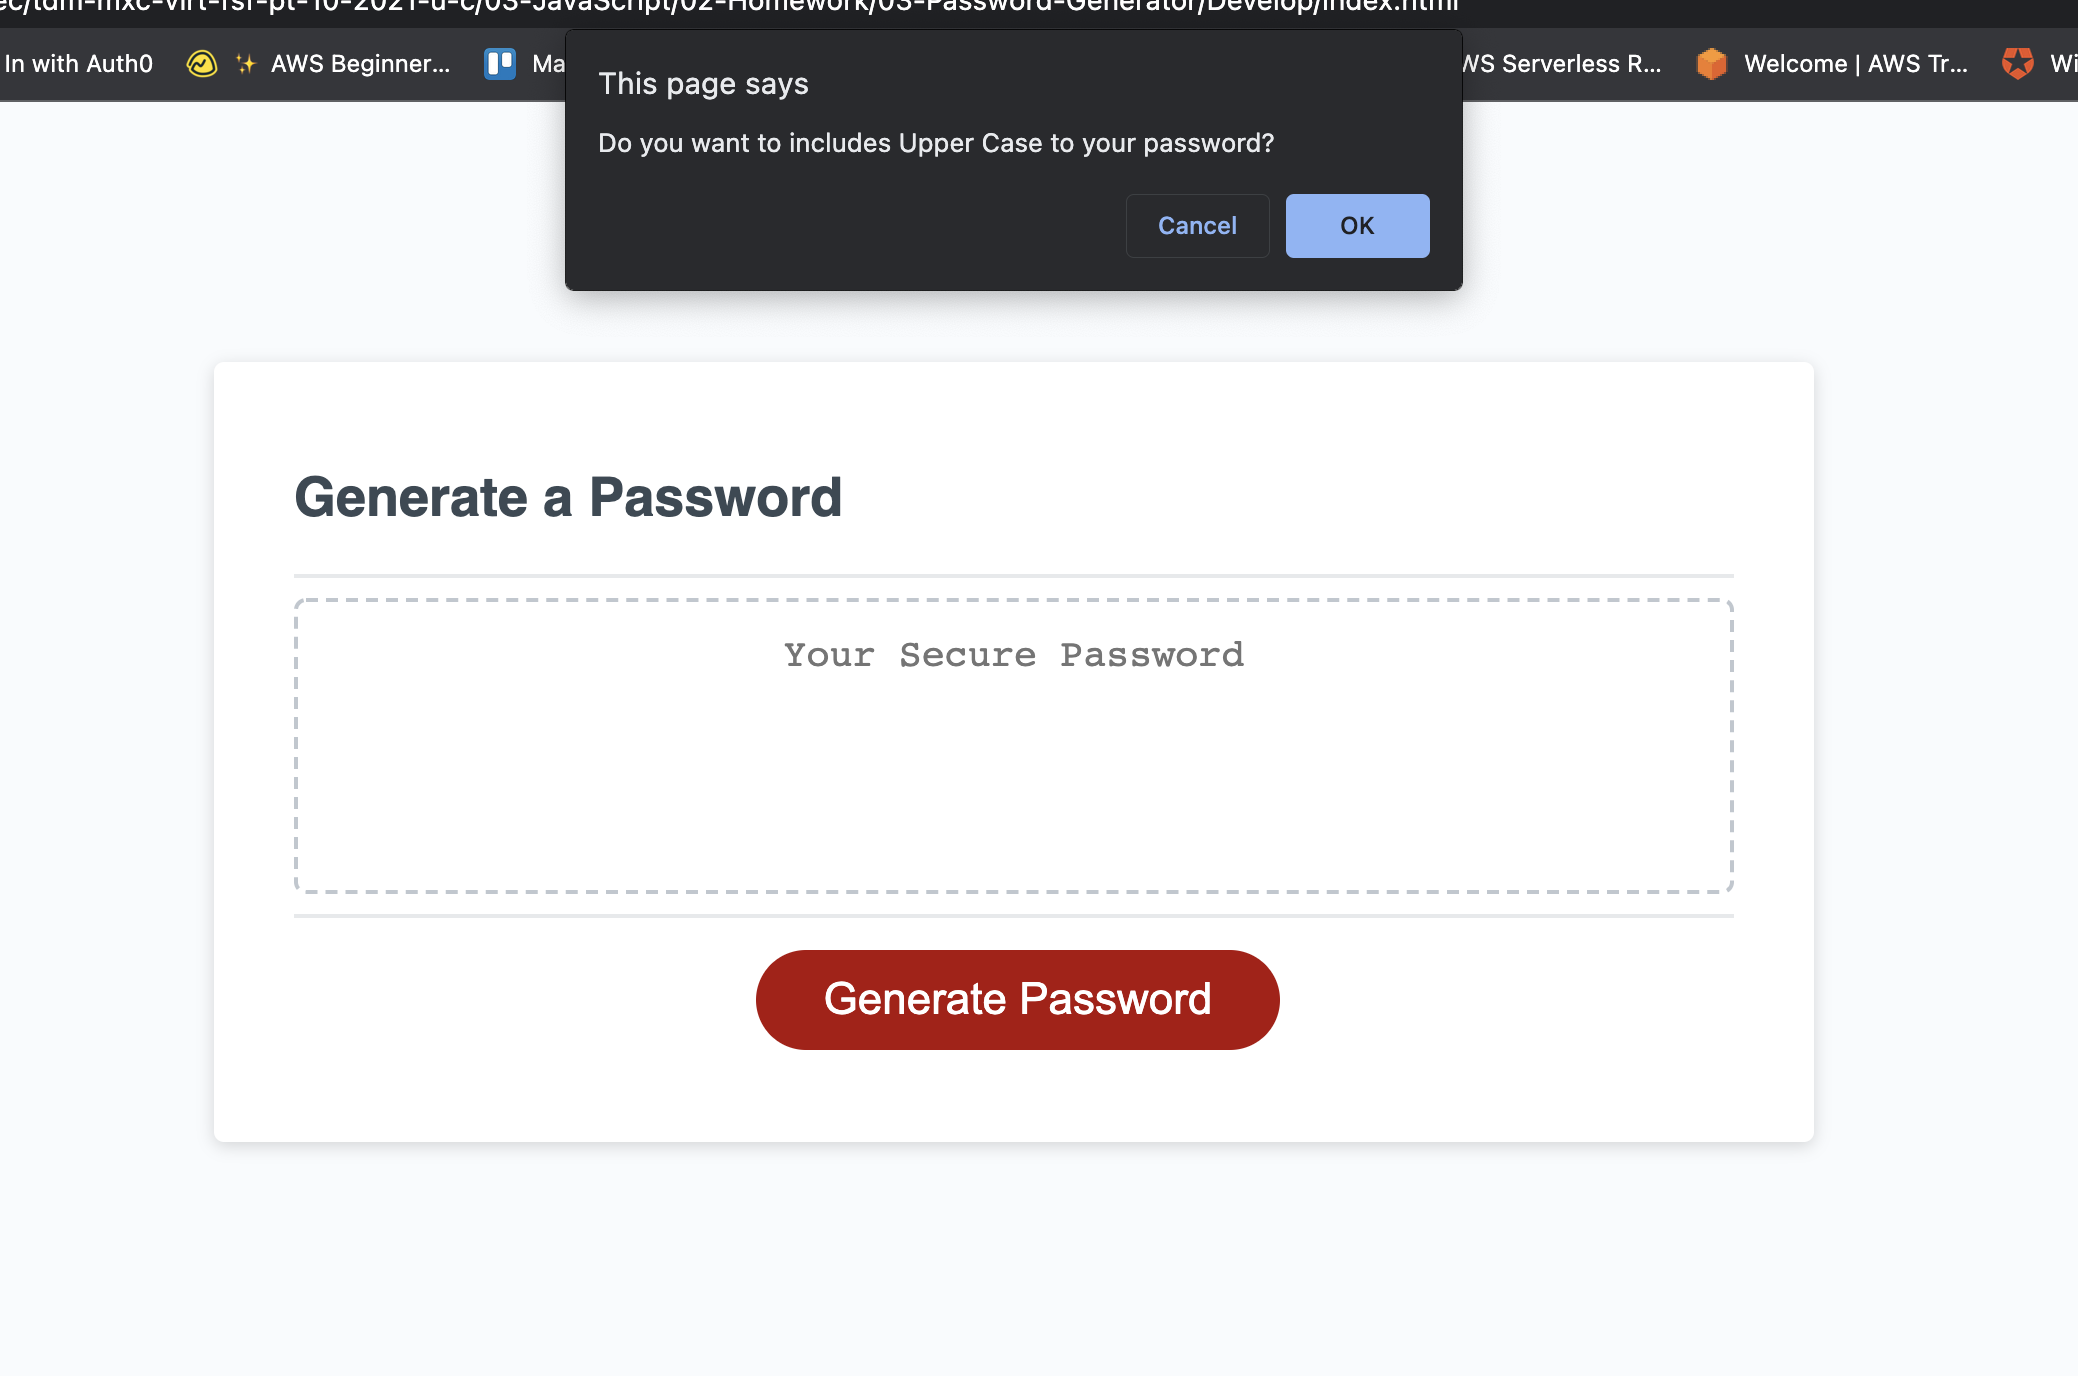 ec/tdm-mxc-virt-fsf-pt-10-2021-u-c/03-JavaScript/02-Homework/03-Password-Generator/Develop/index.html
In with Auth0 ✨ AWS Beginner... Ma WS Serverless R... Welcome | AWS Tr... Wi
This page says
Do you want to includes Upper Case to your password?
Cancel OK
Generate a Password
Your Secure Password
Generate Password